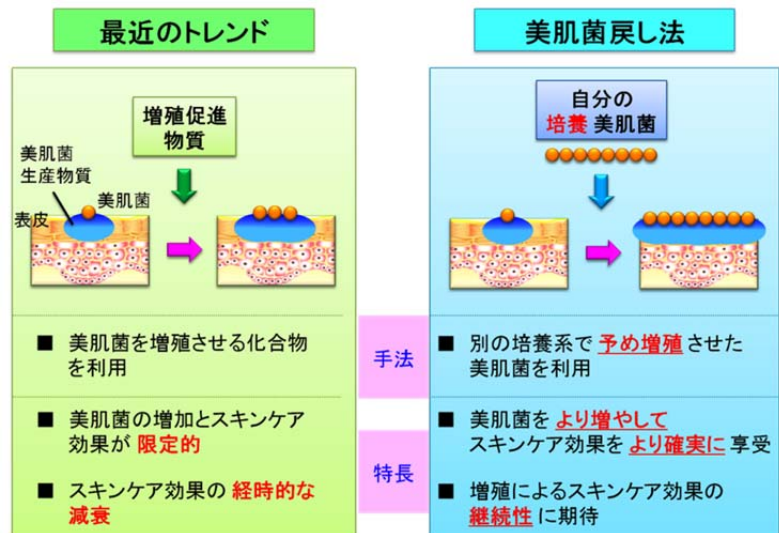 最近のトレンド
増殖促進
物質
美肌菌
生産物質
美肌菌
表皮
■ 美肌菌を増殖させる化合物
を利用
■ 美肌菌の増加とスキンケア
効果が 限定的
■ スキンケア効果の 経時的な
減衰
手法
特長
美肌菌戻し法
自分の
培養 美肌菌
■ 別の培養系で 予め増殖 させた
美肌菌を利用
■ 美肌菌を より増やして
スキンケア効果を より確実に 享受
■ 増殖によるスキンケア効果の
継続性 に期待